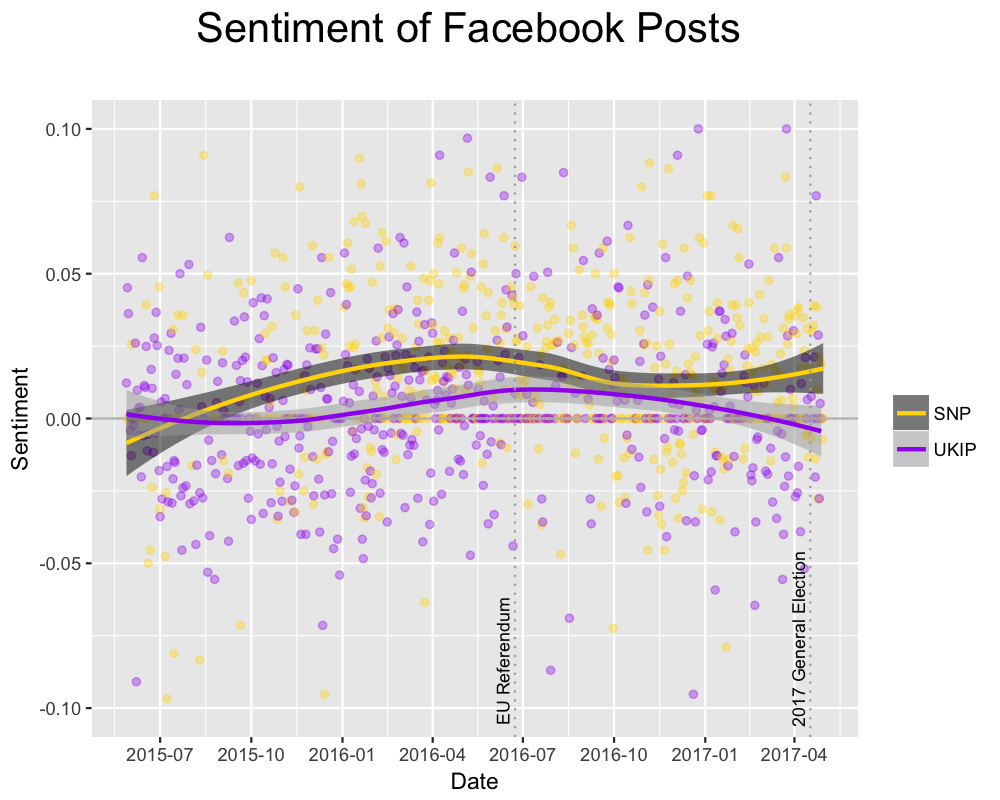 Sentiment of Facebook Posts
0.10
0.05
0.00
-0.05
-0.10
Sentiment
EU Referendum
2017 General Election
SNP
UKIP
2015-07 2015-10 2016-01 2016-04 2016-07 2016-10 2017-01 2017-04
Date